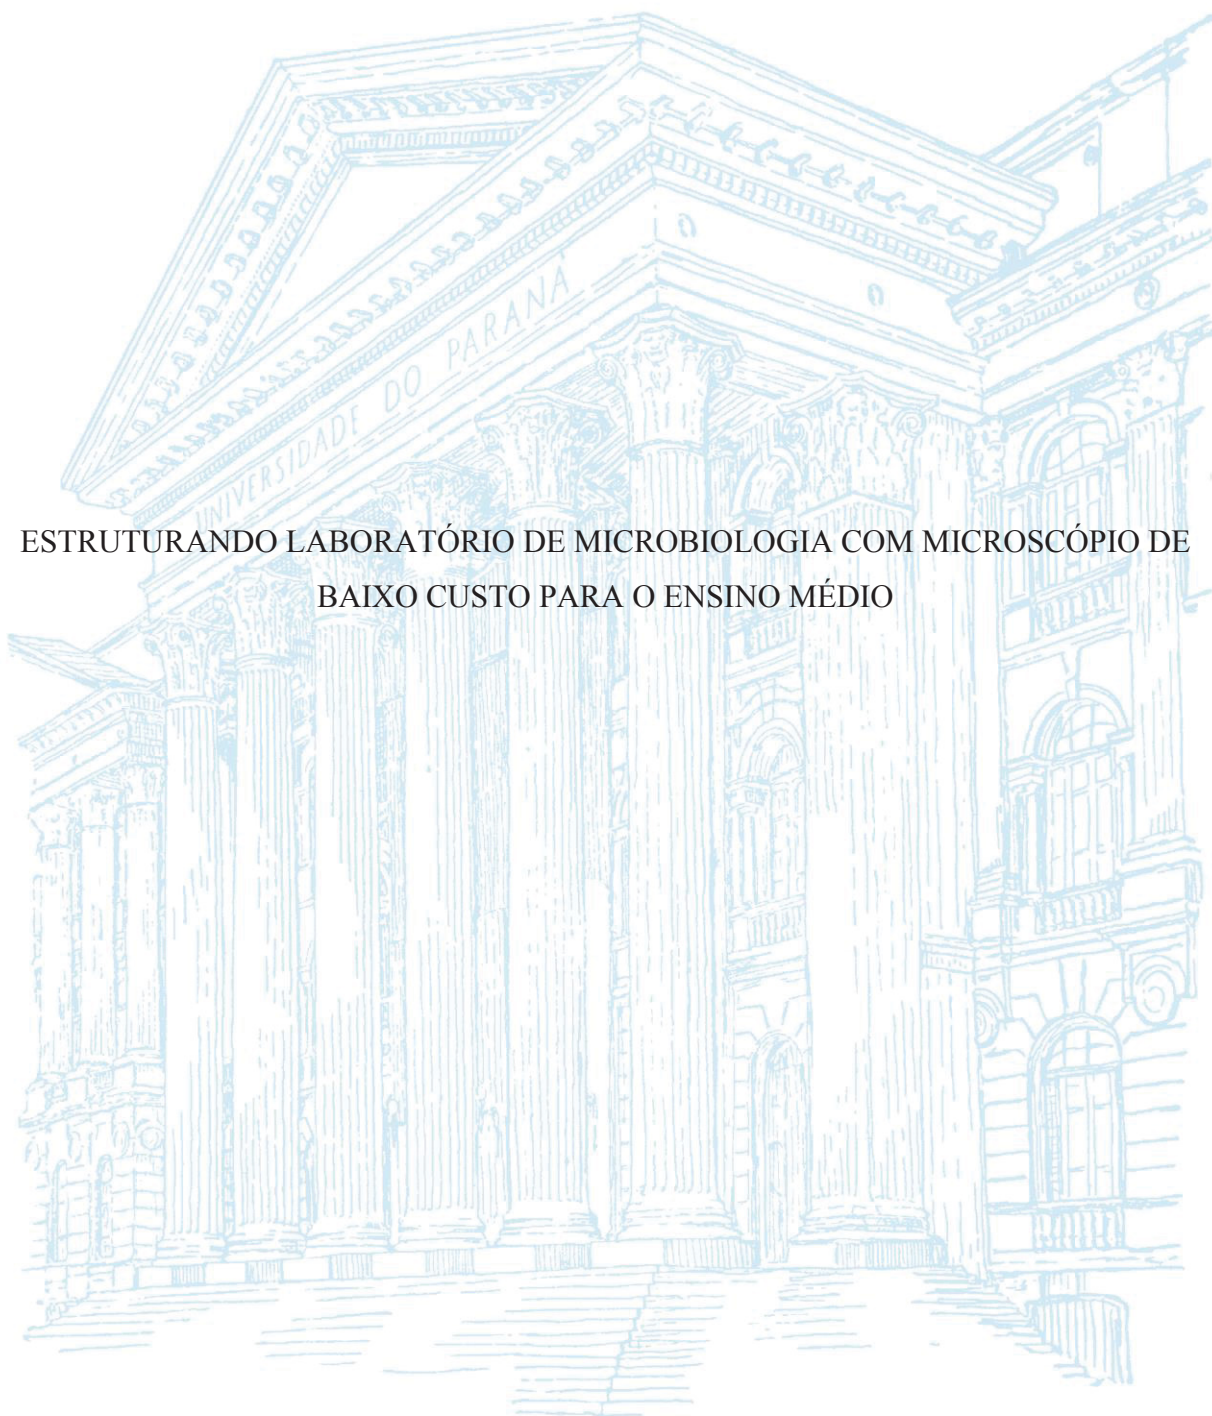 UNIVERSIDADE DO PARANÁ
ESTRUTURANDO LABORATÓRIO DE MICROBIOLOGIA COM MICROSCÓPIO DE
BAIXO CUSTO PARA O ENSINO MÉDIO